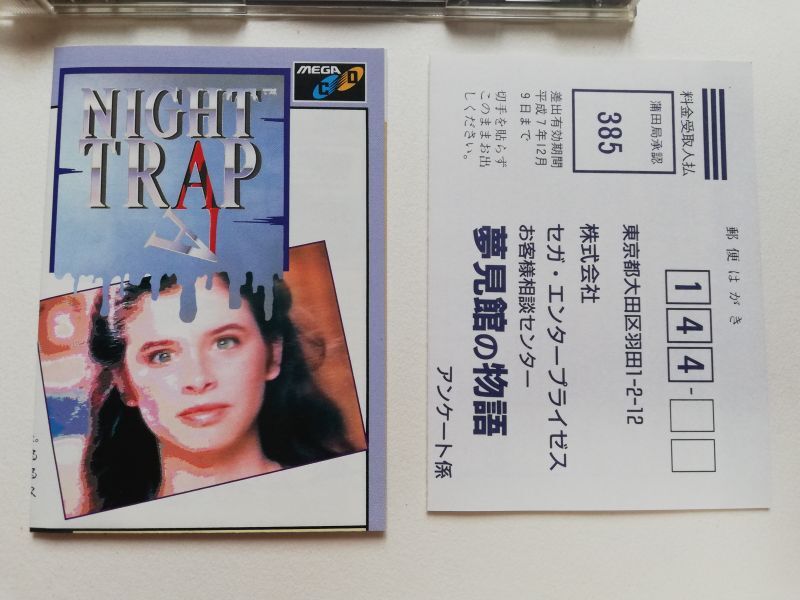 MEGA
CD
NIGHT
TRAP
A
料金受取人払
蒲田局承認
385
差出有効期間
平成7年12月
9日まで
切手を貼らず
このままお出
しください。
郵便はがき
144-
東京都大田区羽田1-2-12
株式会社
セガ・エンタープライゼス
お客様相談センター
夢見館の物語
アンケート係